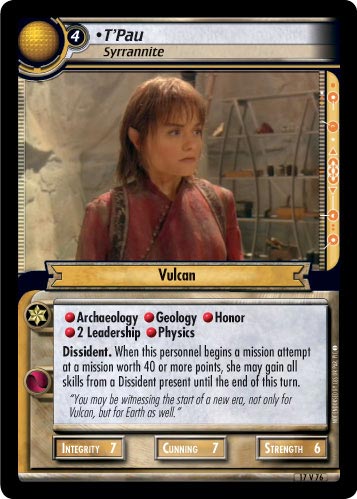 4
•T'Pau
Syrrannite
Vulcan
Archaeology Geology Honor
2 Leadership Physics
Dissident. When this personnel begins a mission attempt
at a mission worth 40 or more points, she may gain all
skills from a Dissident present until the end of this turn.
"You may be witnessing the start of a new era, not only for
Vulcan, but for Earth as well."
INTEGRITY 7 CUNNING 7 STRENGTH 6
17 V 76